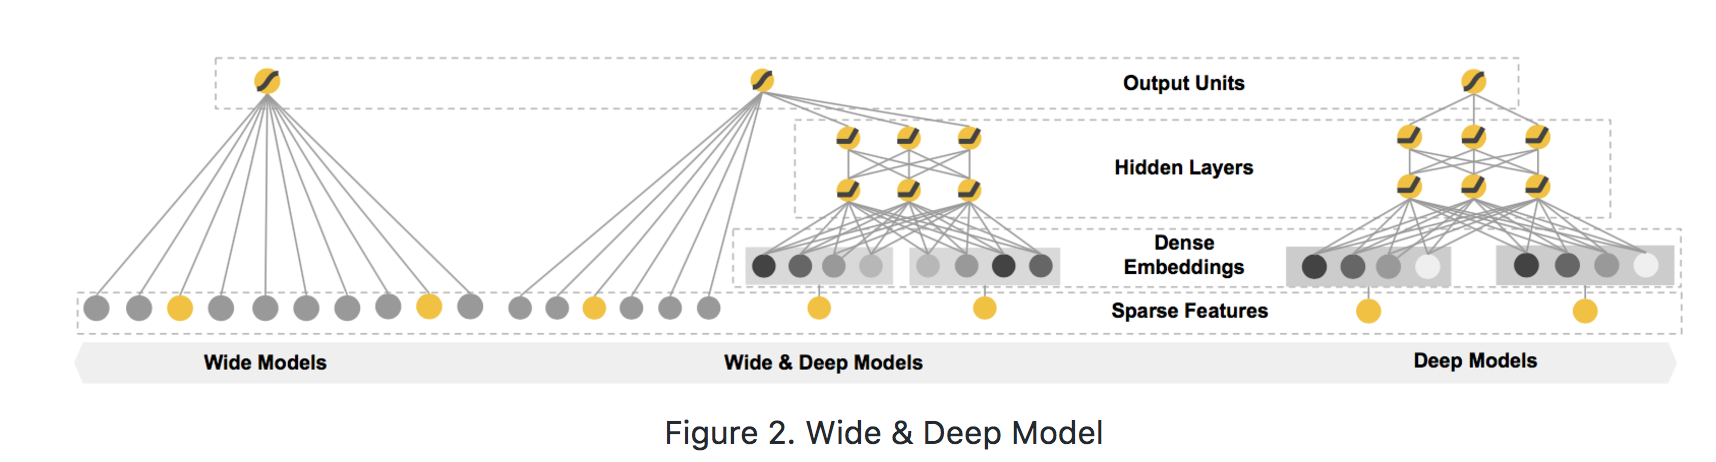 Output Units
Hidden Layers
Dense
Embeddings
Sparse Features
Wide Models
Wide & Deep Models
Deep Models
Figure 2. Wide & Deep Model